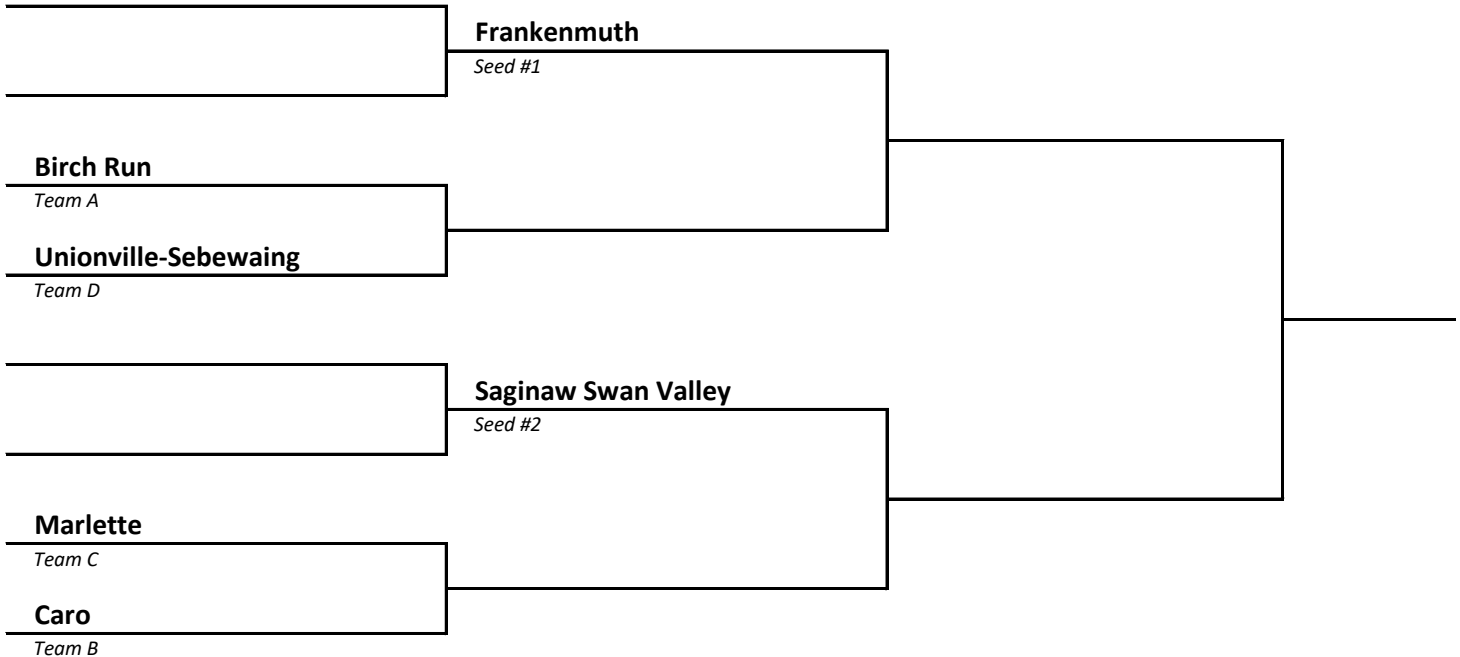 Frankenmuth
Seed #1
Birch Run
Team A
Unionville-Sebewaing
Team D
Saginaw Swan Valley
Seed #2
Marlette
Team C
Caro
Team B